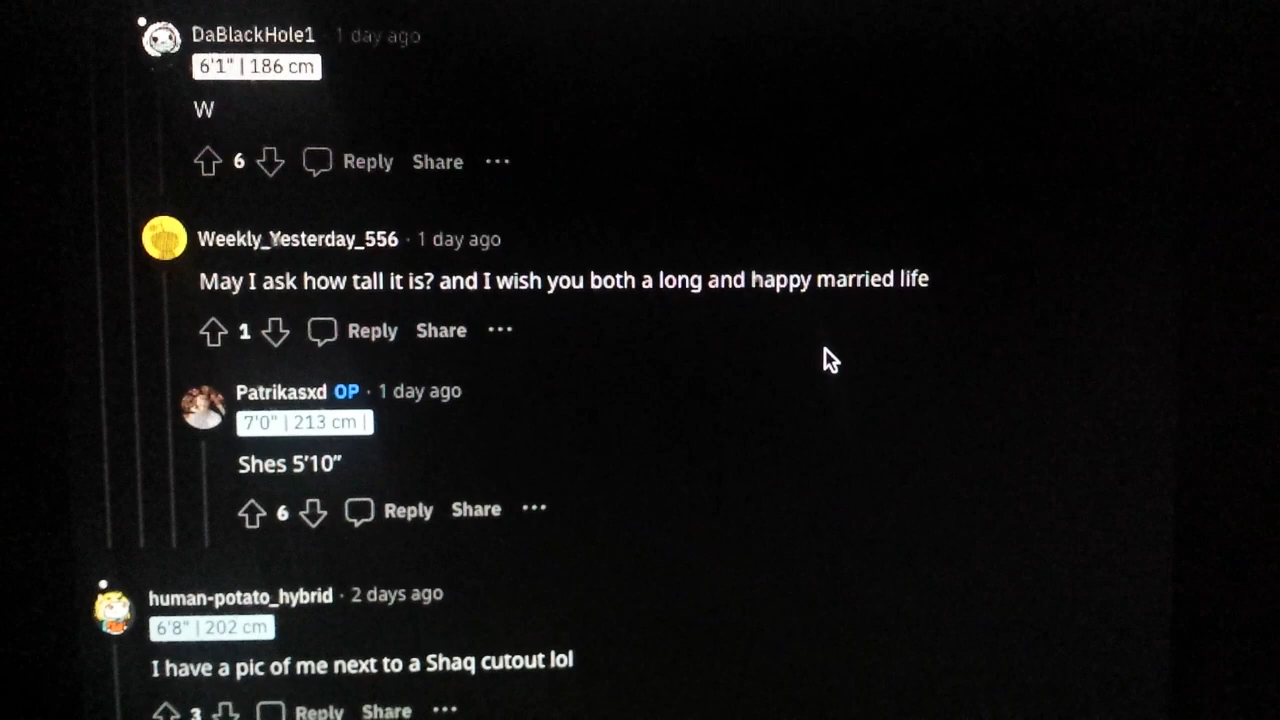 DaBlackHole1 · 1 day ago
6'1" | 186 cm
W
6 Reply Share ···
Weekly_Yesterday_556 · 1 day ago
May I ask how tall it is? and I wish you both a long and happy married life
1 Reply Share ···
Patrikasxd OP · 1 day ago
7'0" | 213 cm |
Shes 5'10”
6 Reply Share ···
human-potato_hybrid · 2 days ago
6'8" | 202 cm
I have a pic of me next to a Shaq cutout lol
3 Reply Share ···